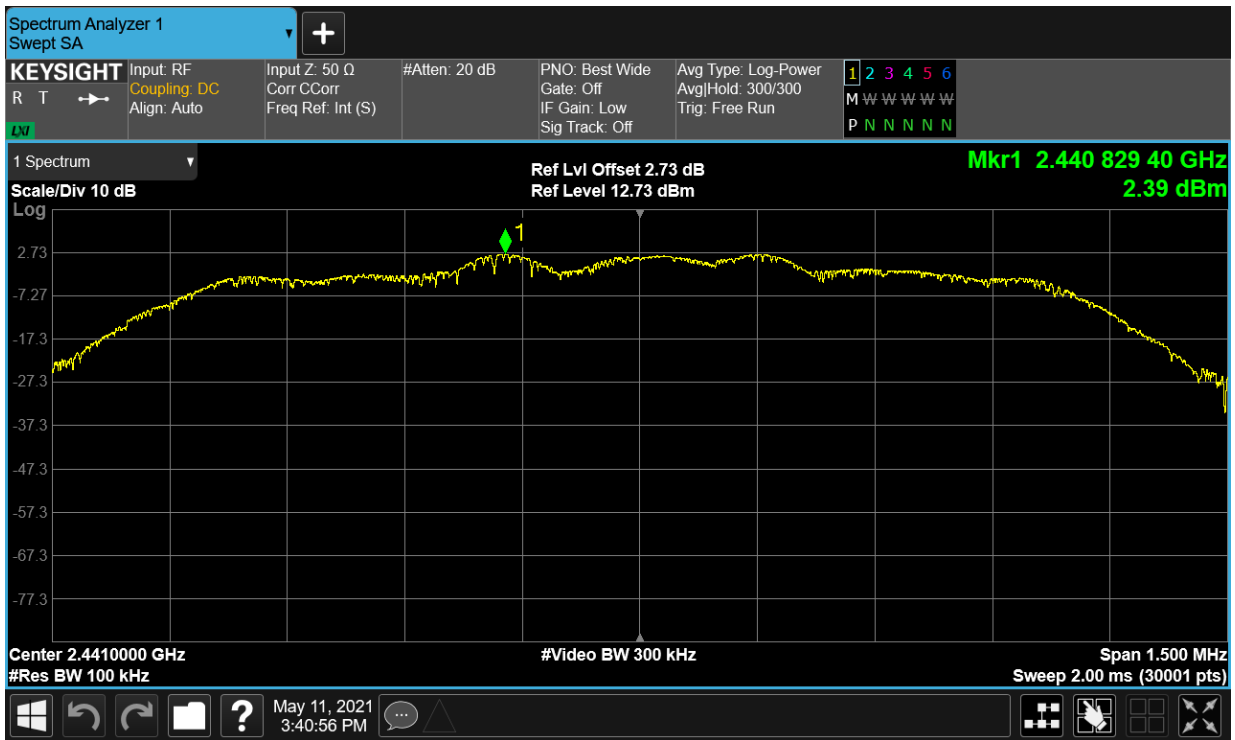 Spectrum Analyzer 1
Swept SA
KEYSIGHT
R T
LXI
Input: RF
Coupling: DC
Align: Auto
Input Z: 50 Ω
Corr CCorr
Freq Ref: Int (S)
#Atten: 20 dB
PNO: Best Wide
Gate: Off
IF Gain: Low
Sig Track: Off
Avg Type: Log-Power
Avg|Hold: 300/300
Trig: Free Run
1 2 3 4 5 6
M W W W W W
P N N N N N
1 Spectrum
Scale/Div 10 dB
Log
Ref Lvl Offset 2.73 dB
Ref Level 12.73 dBm
Mkr1 2.440 829 40 GHz
2.39 dBm
1
2.73
-7.27
-17.3
-27.3
-37.3
-47.3
-57.3
-67.3
-77.3
Center 2.4410000 GHz
#Res BW 100 kHz
#Video BW 300 kHz
Span 1.500 MHz
Sweep 2.00 ms (30001 pts)
?
May 11, 2021
3:40:56 PM